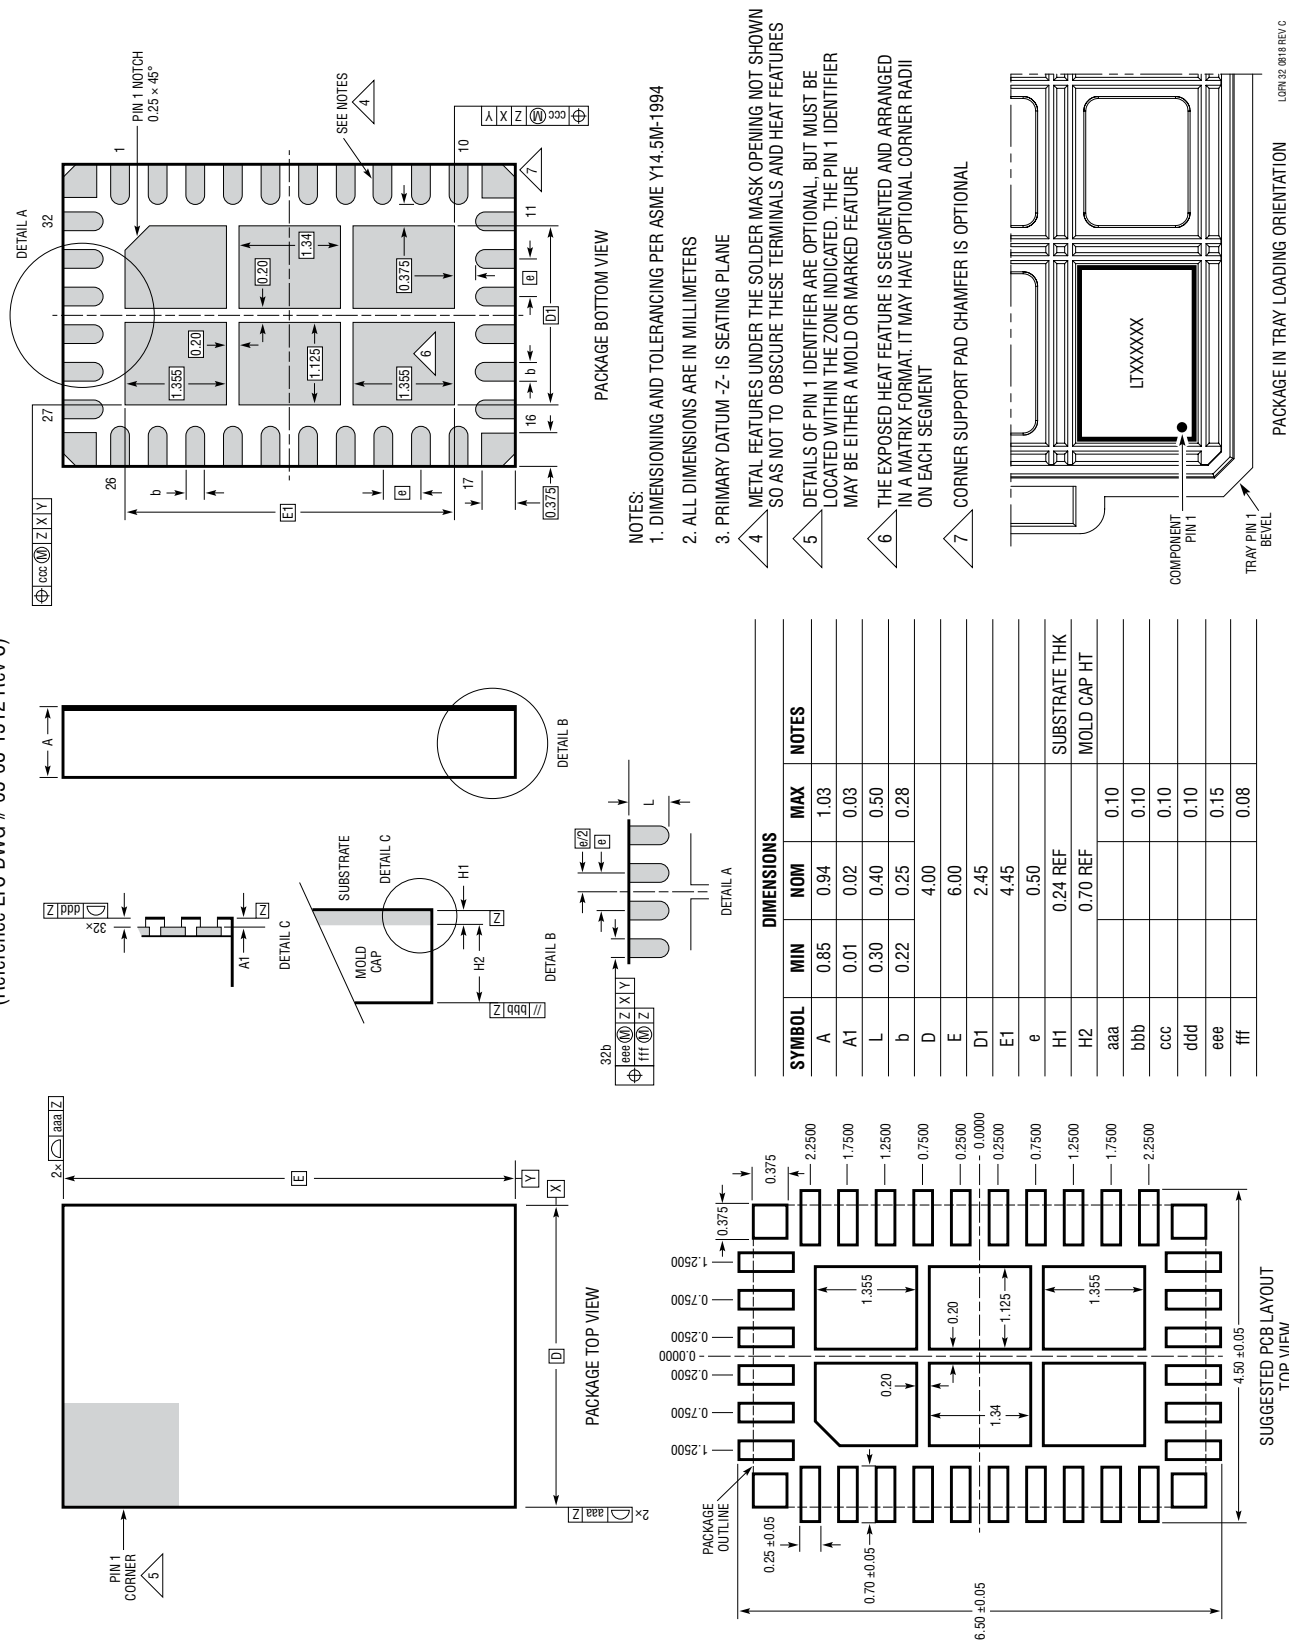 DETAIL A
27
32
26
1
PIN 1 NOTCH
0.25 × 45°
ccc Ⓜ Z X Y
b
E1
1.355
0.20
0.20
1.34
1.125
1.355
6
0.375
e
SEE NOTES
4
17
16
b
D1
e
11
10
7
0.375
ccc Ⓜ Z X Y
PACKAGE BOTTOM VIEW
NOTES:
1. DIMENSIONING AND TOLERANCING PER ASME Y14.5M-1994
2. ALL DIMENSIONS ARE IN MILLIMETERS
3. PRIMARY DATUM -Z- IS SEATING PLANE
4
METAL FEATURES UNDER THE SOLDER MASK OPENING NOT SHOWN
SO AS NOT TO OBSCURE THESE TERMINALS AND HEAT FEATURES
5
DETAILS OF PIN 1 IDENTIFIER ARE OPTIONAL, BUT MUST BE
LOCATED WITHIN THE ZONE INDICATED. THE PIN 1 IDENTIFIER
MAY BE EITHER A MOLD OR MARKED FEATURE
6
THE EXPOSED HEAT FEATURE IS SEGMENTED AND ARRANGED
IN A MATRIX FORMAT. IT MAY HAVE OPTIONAL CORNER RADII
ON EACH SEGMENT
7
CORNER SUPPORT PAD CHAMFER IS OPTIONAL
LTXXXXXX
COMPONENT
PIN 1
TRAY PIN 1
BEVEL
PACKAGE IN TRAY LOADING ORIENTATION
LQFN 32 0818 REV C
A
DETAIL B
32×
ddd Z
Z
A1
DETAIL C
SUBSTRATE
DETAIL C
MOLD
CAP
H1
H2
Z
// bbb Z
DETAIL B
32b
eee Ⓜ Z X Y
fff Ⓜ Z
e/2
e
L
DETAIL A
DIMENSIONS
SYMBOL MIN NOM MAX NOTES
A 0.85 0.94 1.03
A1 0.01 0.02 0.03
L 0.30 0.40 0.50
b 0.22 0.25 0.28
D 4.00
E 6.00
D1 2.45
E1 4.45
e 0.50
H1 0.24 REF SUBSTRATE THK
H2 0.70 REF MOLD CAP HT
aaa 0.10
bbb 0.10
ccc 0.10
ddd 0.10
eee 0.15
fff 0.08
2×
aaa Z
E
Y
X
D
PIN 1
CORNER
5
aaa Z
2×
PACKAGE TOP VIEW
PACKAGE
OUTLINE
1.2500
0.7500
0.2500
0.0000
0.2500
0.7500
1.2500
0.375
0.375
2.2500
1.7500
1.2500
0.7500
0.2500
0.0000
0.2500
0.7500
1.2500
1.7500
2.2500
0.25 ±0.05
0.70 ±0.05
6.50 ±0.05
4.50 ±0.05
1.355
0.20
0.20
1.34
1.125
1.355
SUGGESTED PCB LAYOUT
TOP VIEW